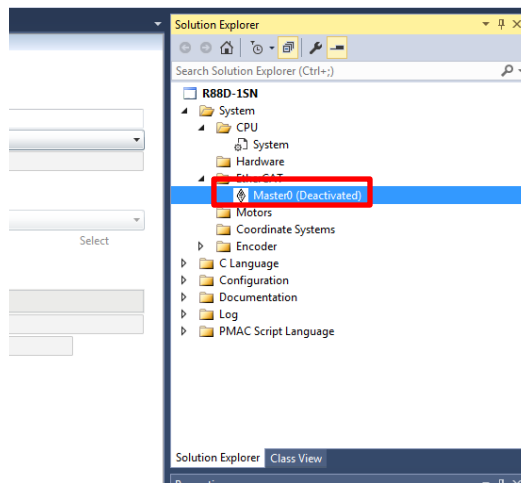 Solution Explorer
Search Solution Explorer (Ctrl+;)
R88D-1SN
System
CPU
System
Hardware
EtherCAT
Master0 (Deactivated)
Motors
Coordinate Systems
Encoder
C Language
Configuration
Documentation
Log
PMAC Script Language
Select
Solution Explorer Class View